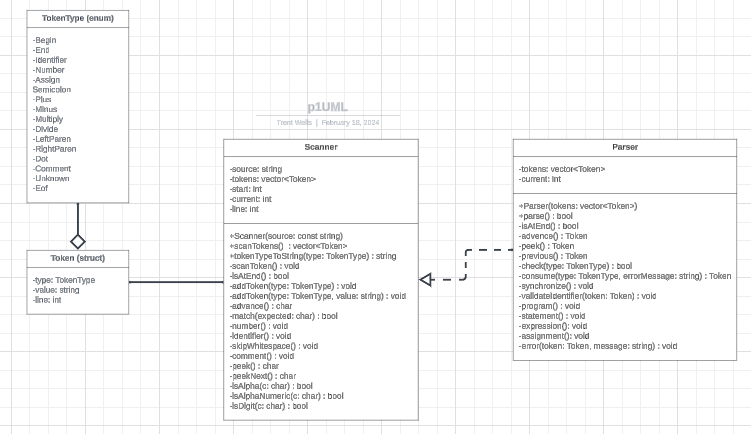 TokenType (enum)
-Begin
-End
-Identifier
-Number
-Assign
Semicolon
-Plus
-Minus
-Multiply
-Divide
-LeftParen
-RightParen
-Dot
-Comment
-Unknown
-Eof
Token (struct)
-type: TokenType
-value: string
-line: int
p1UML
Trent Wells | February 18, 2024
Scanner
-source: string
-tokens: vector<Token>
-start: int
-current: int
-line: int
+Scanner(source: const string)
+scanTokens() : vector<Token>
+tokenTypeToString(type: TokenType) : string
-scanToken() : void
-isAtEnd() : bool
-addToken(type: TokenType) : void
-addToken(type: TokenType, value: string) : void
-advance() : char
-match(expected: char) : bool
-number() : void
-identifier() : void
-skipWhitespace() : void
-comment() : void
-peek() : char
-peekNext() : char
-isAlpha(c: char) : bool
-isAlphaNumeric(c: char) : bool
-isDigit(c: char) : bool
Parser
-tokens: vector<Token>
-current: int
+Parser(tokens: vector<Token>)
+parse() : bool
-isAtEnd() : bool
-advence() : Token
-peek() : Token
-previous() : Token
-check(type: TokenType) : bool
-consume(type: TokenType, errorMessage: string) : Token
-synchronize() : void
-validateIdentifier(token: Token) : void
-program() : void
-statement() : void
-expression(): void
-assignment(): void
-error(token: Token, message: string) : void